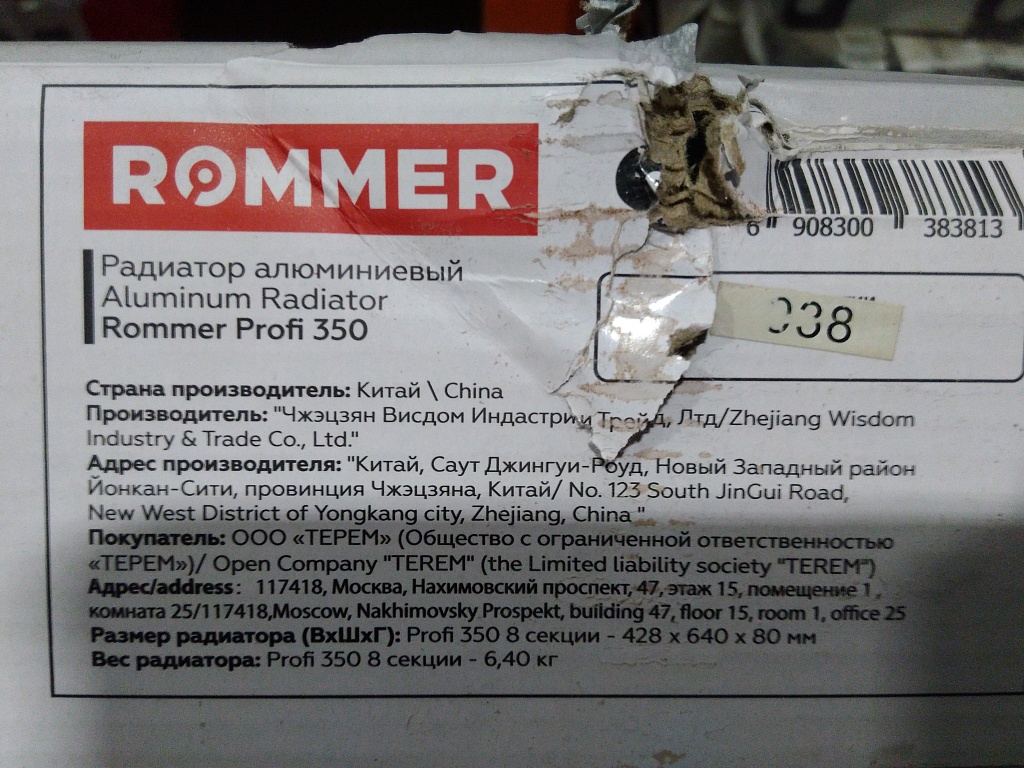 ROMMER
6 908300 383813
Радиатор алюминиевый
Aluminum Radiator
Rommer Profi 350
038
Страна производитель: Китай \ China
Производитель: "Чжэцзян Висдом Индастри и Трейд, Лтд/Zhejiang Wisdom
Industry & Trade Co., Ltd."
Адрес производителя: "Китай, Саут Джингуи-Роуд, Новый Западный район
Йонкан-Сити, провинция Чжэцзяна, Китай/ No. 123 South JinGui Road,
New West District of Yongkang city, Zhejiang, China "
Покупатель: ООО «ТЕРЕМ» (Общество с ограниченной ответственностью
«ТЕРЕМ»)/ Open Company "TEREM" (the Limited liability society "TEREM")
Адрес/address: 117418, Москва, Нахимовский проспект, 47, этаж 15, помещение 1,
комната 25/117418,Moscow, Nakhimovsky Prospekt, building 47, floor 15, room 1, office 25
Размер радиатора (ВxШxГ): Profi 350 8 секции - 428 x 640 x 80 мм
Вес радиатора: Profi 350 8 секции - 6,40 кг